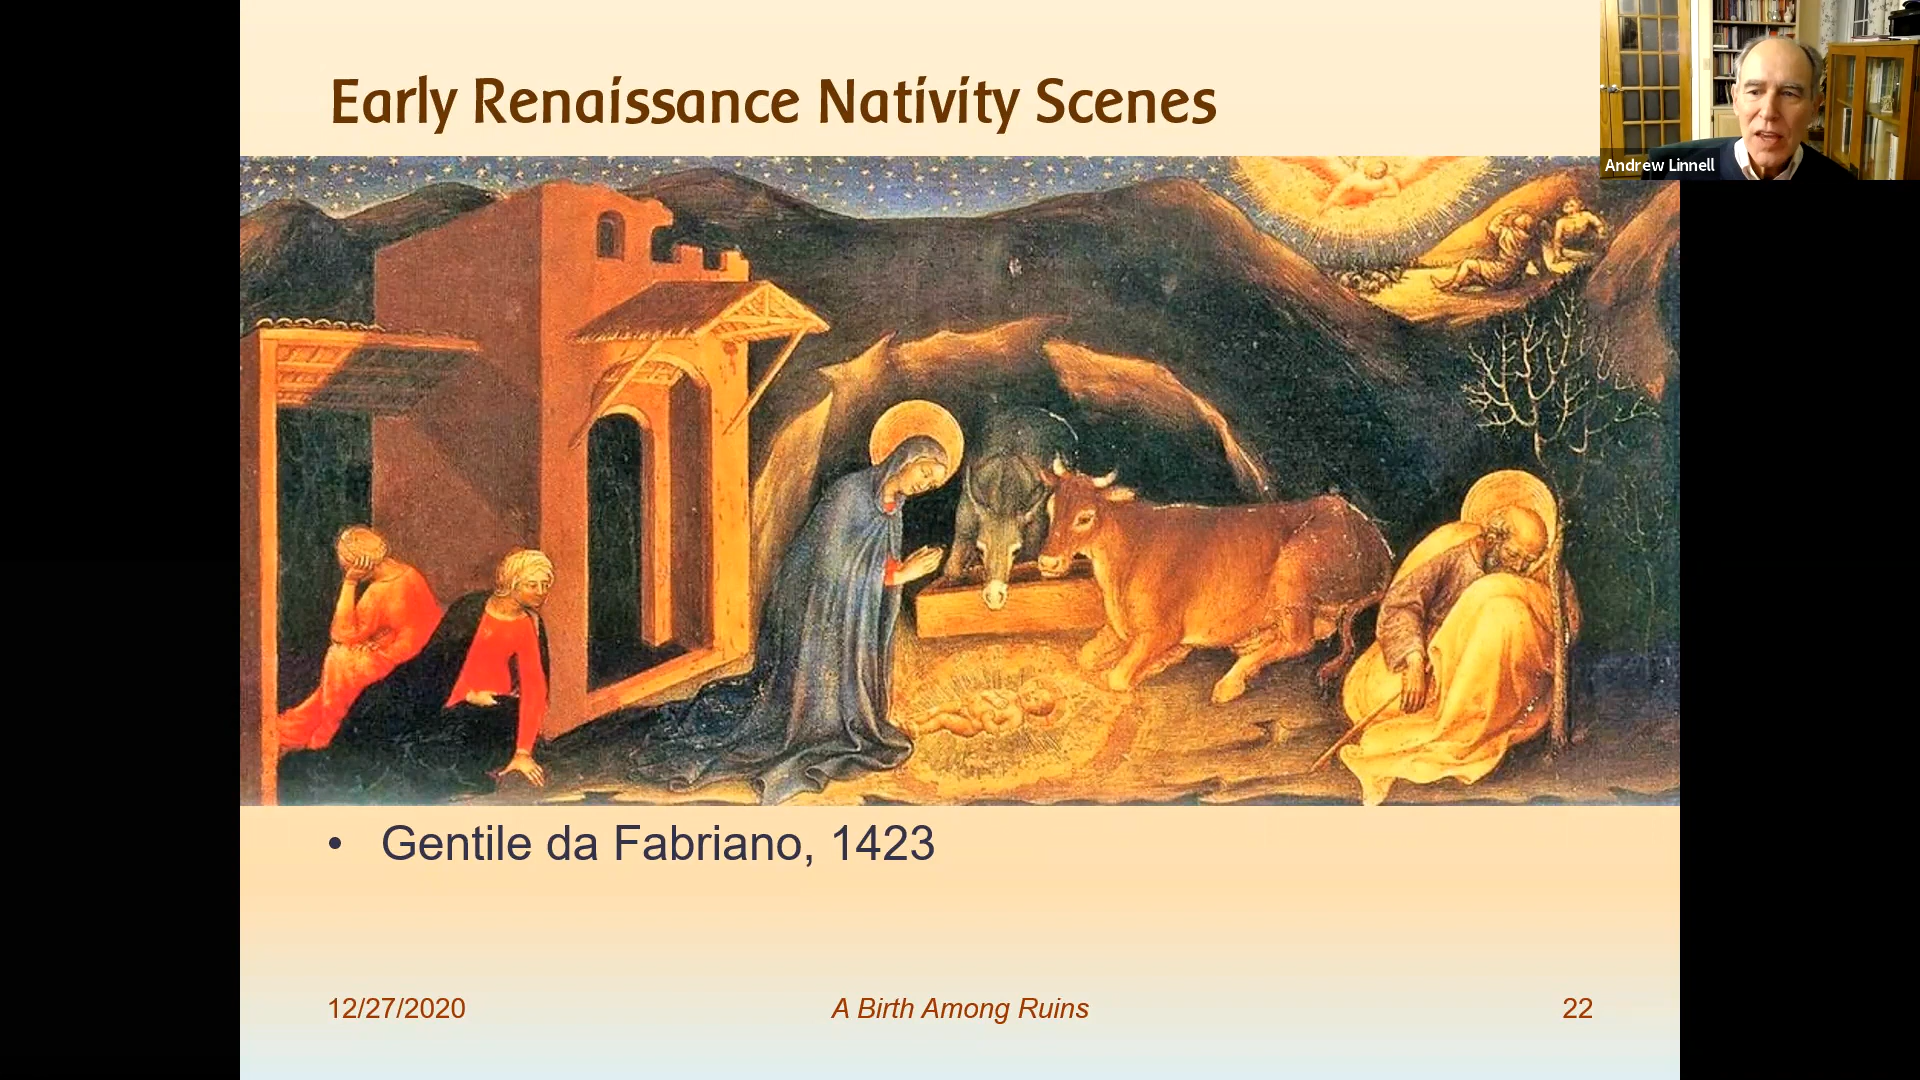 Early Renaissance Nativity Scenes
Andrew Linnell
• Gentile da Fabriano, 1423
12/27/2020
A Birth Among Ruins
22